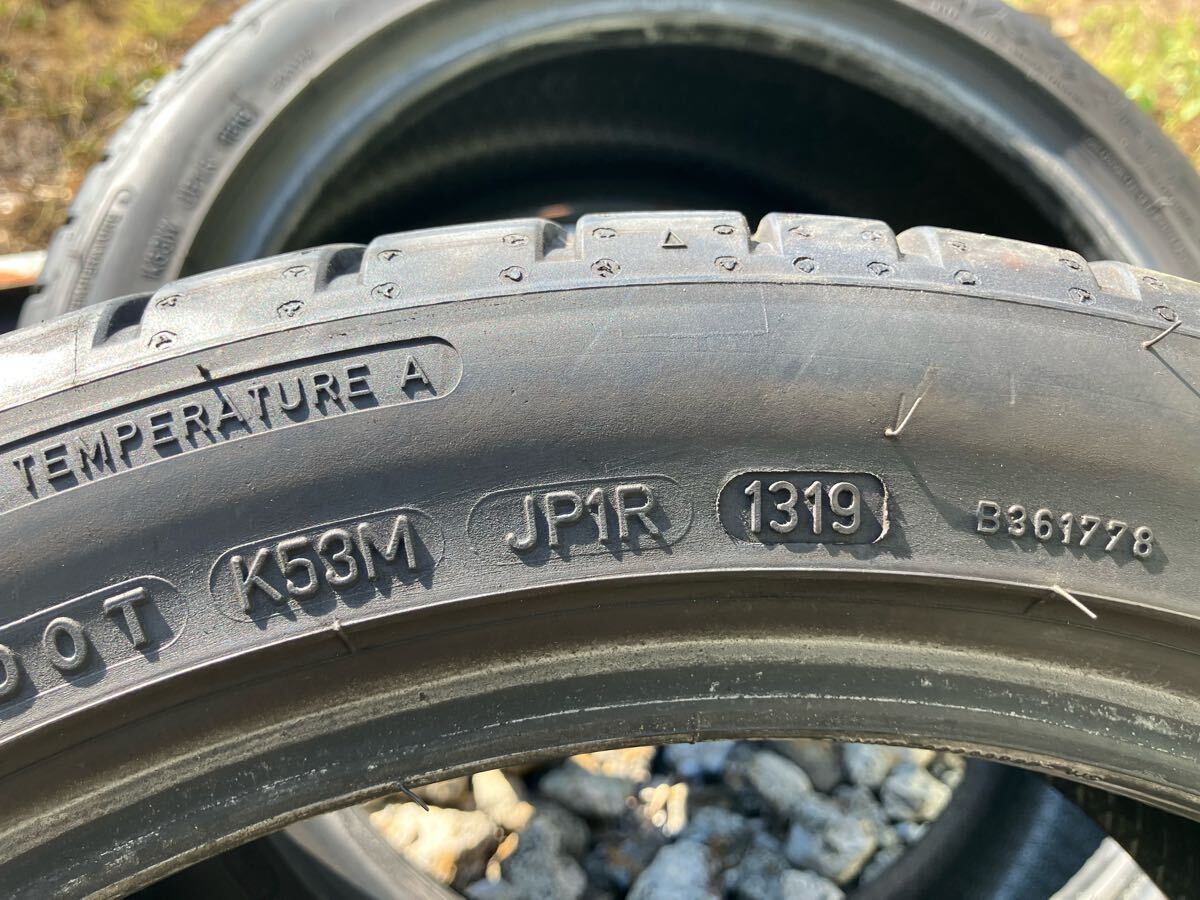 TEMPERATURE A
DOT K53M JP1R 1319 B361778